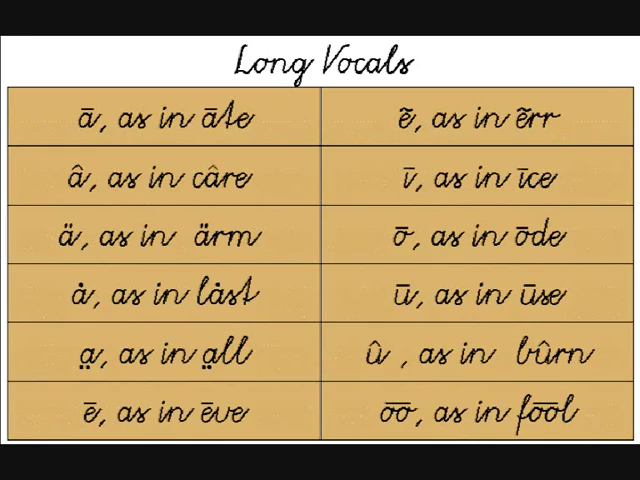 Long Vocals
ā, as in āte
ẽ, as in ẽrr
â, as in câre
ī, as in īce
ä, as in ärm
ō, as in ōde
ȧ, as in lȧst
ū, as in ūse
a̤, as in a̤ll
û , as in bûrn
ē, as in ēve
o͞o, as in fo͞ol